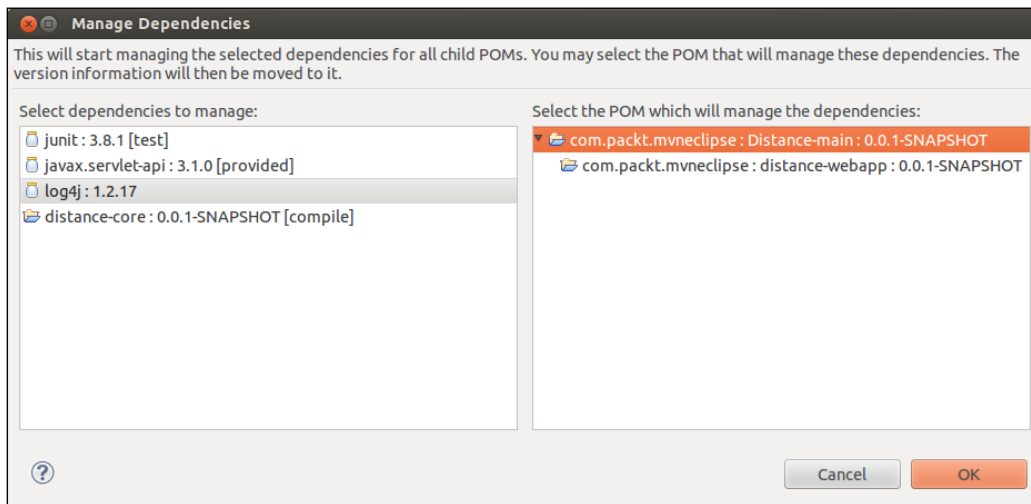 Manage Dependencies
This will start managing the selected dependencies for all child POMs. You may select the POM that will manage these dependencies. The
version information will then be moved to it.
Select dependencies to manage:
junit : 3.8.1 [test]
javax.servlet-api : 3.1.0 [provided]
log4j : 1.2.17
distance-core : 0.0.1-SNAPSHOT [compile]
Select the POM which will manage the dependencies:
com.packt.mvneclipse : Distance-main : 0.0.1-SNAPSHOT
com.packt.mvneclipse : distance-webapp : 0.0.1-SNAPSHOT
?
Cancel
OK